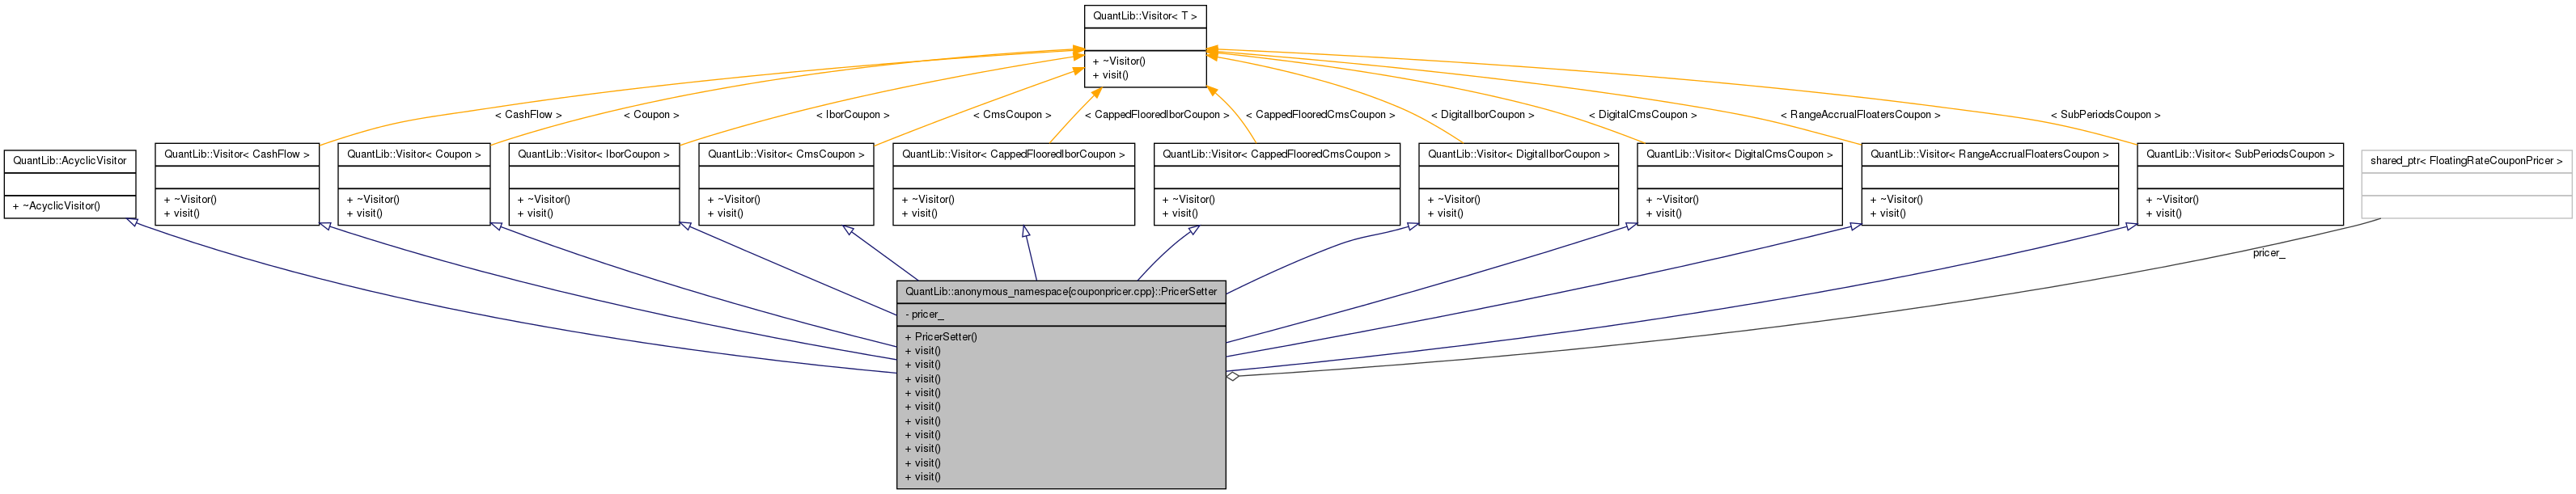 QuantLib::Visitor< T >
+ ~Visitor()
+ visit()
< CashFlow >
< Coupon >
< IborCoupon >
< CmsCoupon >
< CappedFlooredIborCoupon >
< CappedFlooredCmsCoupon >
< DigitalIborCoupon >
< DigitalCmsCoupon >
< RangeAccrualFloatersCoupon >
< SubPeriodsCoupon >
QuantLib::AcyclicVisitor
+ ~AcyclicVisitor()
QuantLib::Visitor< CashFlow >
+ ~Visitor()
+ visit()
QuantLib::Visitor< Coupon >
+ ~Visitor()
+ visit()
QuantLib::Visitor< IborCoupon >
+ ~Visitor()
+ visit()
QuantLib::Visitor< CmsCoupon >
+ ~Visitor()
+ visit()
QuantLib::Visitor< CappedFlooredIborCoupon >
+ ~Visitor()
+ visit()
QuantLib::Visitor< CappedFlooredCmsCoupon >
+ ~Visitor()
+ visit()
QuantLib::Visitor< DigitalIborCoupon >
+ ~Visitor()
+ visit()
QuantLib::Visitor< DigitalCmsCoupon >
+ ~Visitor()
+ visit()
QuantLib::Visitor< RangeAccrualFloatersCoupon >
+ ~Visitor()
+ visit()
QuantLib::Visitor< SubPeriodsCoupon >
+ ~Visitor()
+ visit()
shared_ptr< FloatingRateCouponPricer >
pricer_
QuantLib::anonymous_namespace{couponpricer.cpp}::PricerSetter
- pricer_
+ PricerSetter()
+ visit()
+ visit()
+ visit()
+ visit()
+ visit()
+ visit()
+ visit()
+ visit()
+ visit()
+ visit()